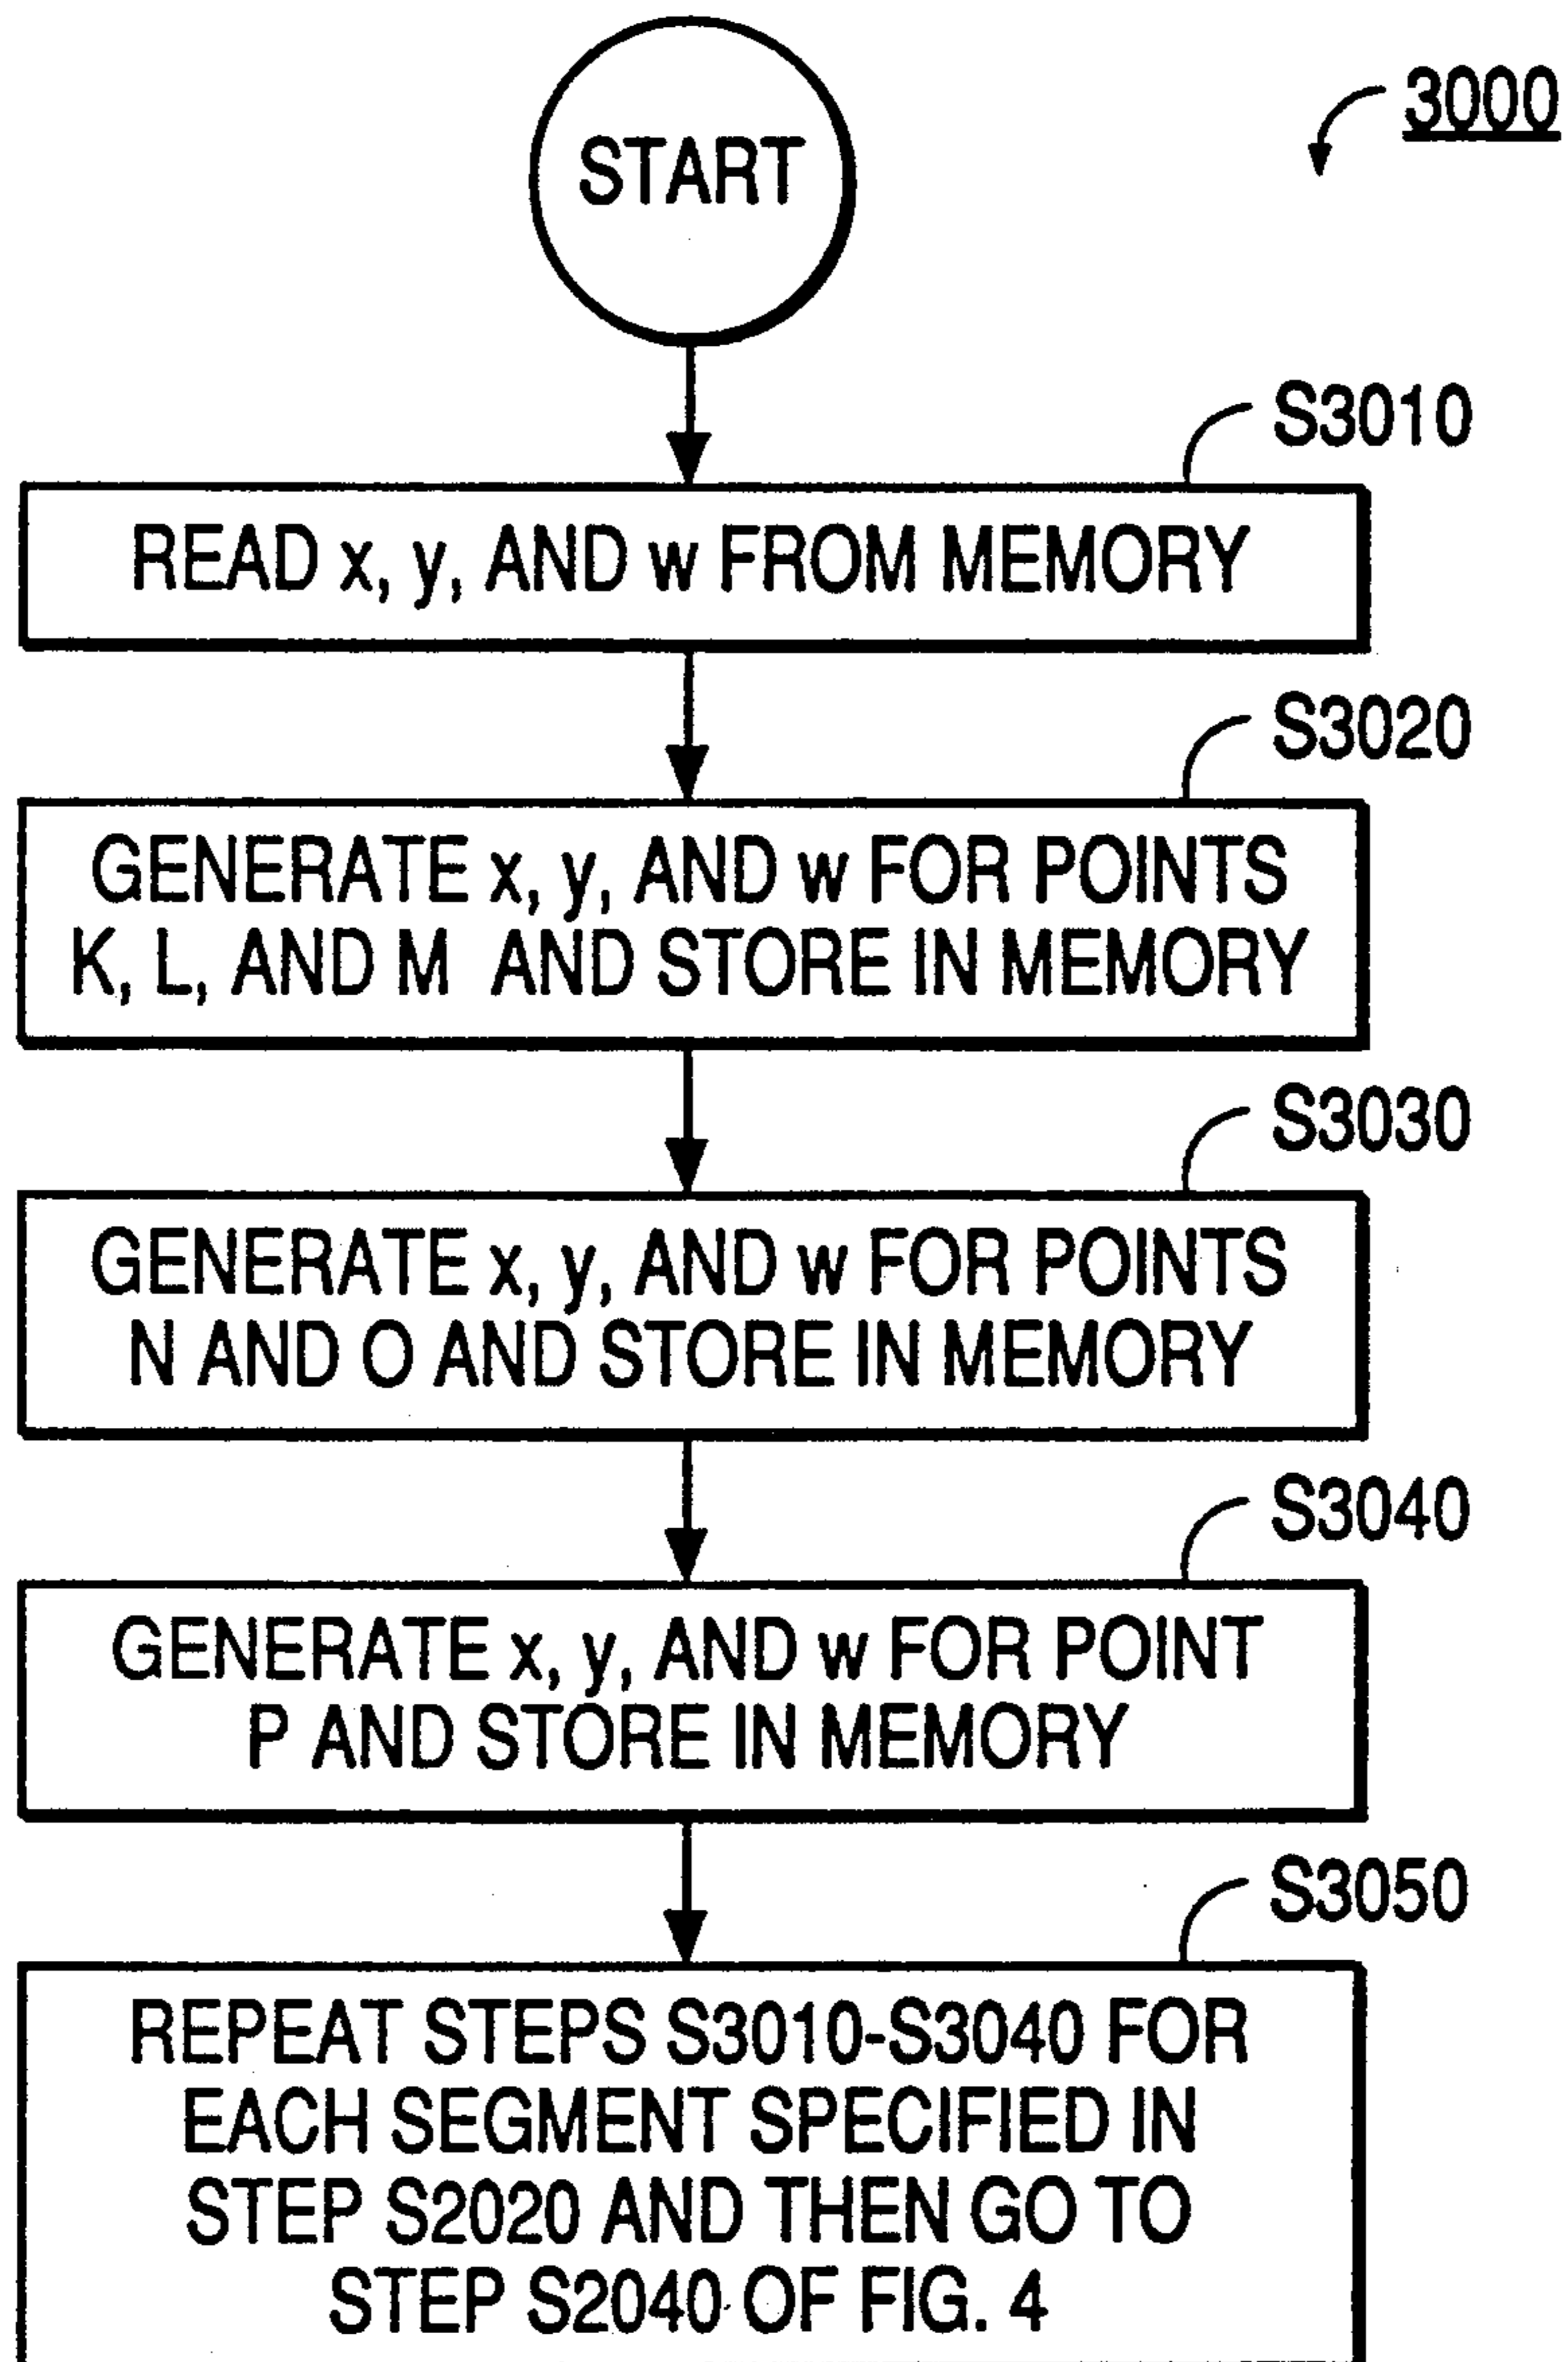 START
3000
S3010
READ x, y, AND w FROM MEMORY
S3020
GENERATE x, y, AND w FOR POINTS
K, L, AND M AND STORE IN MEMORY
S3030
GENERATE x, y, AND w FOR POINTS
N AND O AND STORE IN MEMORY
S3040
GENERATE x, y, AND w FOR POINT
P AND STORE IN MEMORY
S3050
REPEAT STEPS S3010-S3040 FOR
EACH SEGMENT SPECIFIED IN
STEP S2020 AND THEN GO TO
STEP S2040 OF FIG. 4